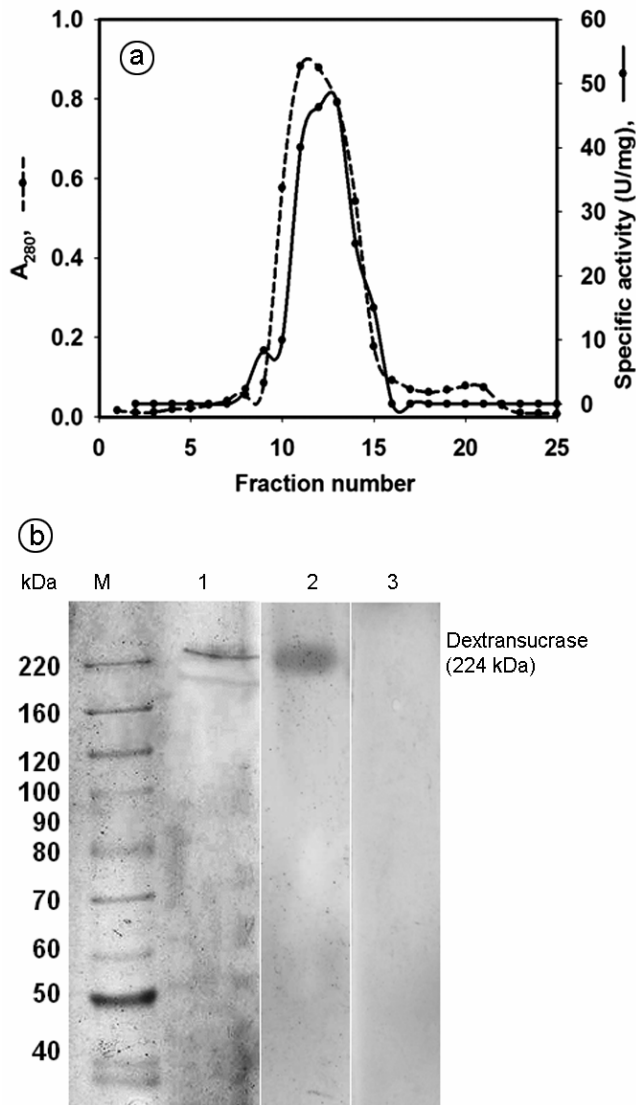 a
1.0
0.8
0.6
0.4
0.2
0.0
A280,
60
50
40
30
20
10
0
Specific activity (U/mg),
0 5 10 15 20 25
Fraction number
b
kDa M 1 2 3
Dextransucrase
(224 kDa)
220
160
120
100
90
80
70
60
50
40